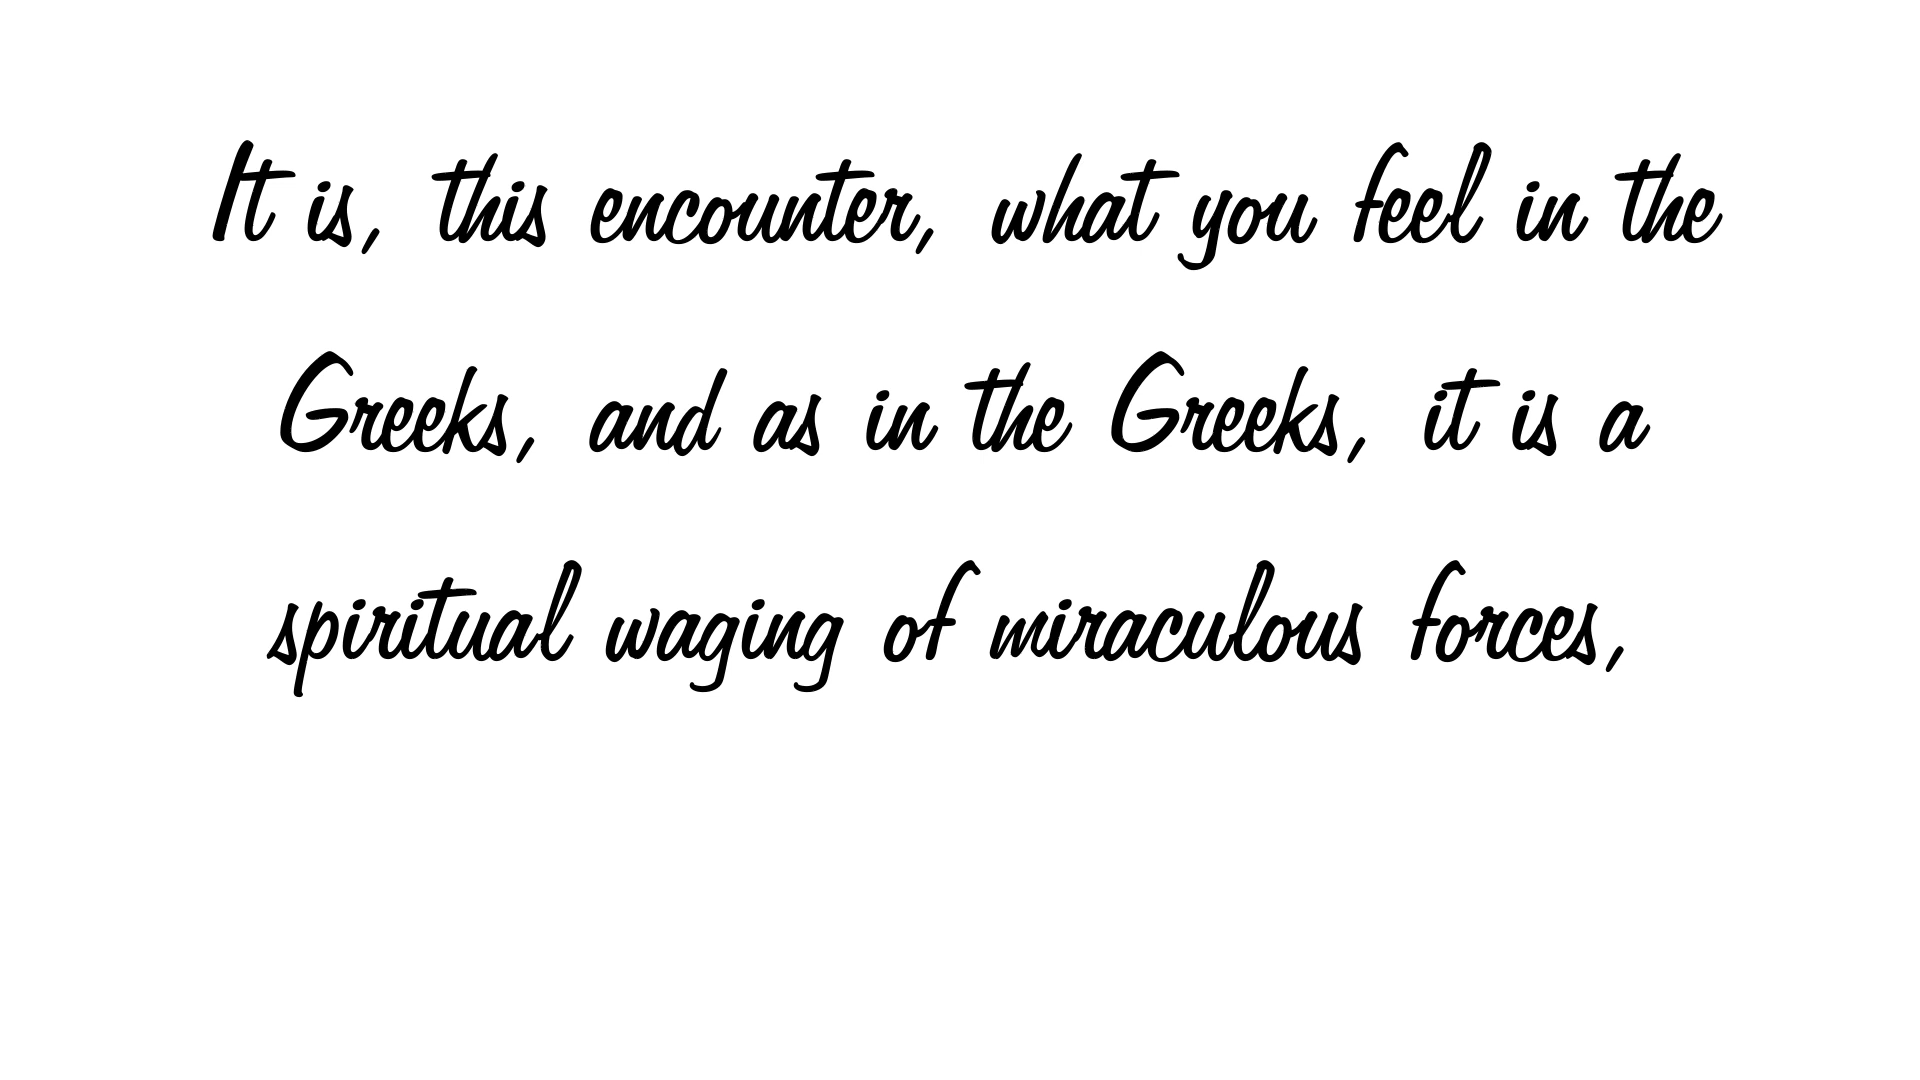 It is, this encounter, what you feel in the
Greeks, and as in the Greeks, it is a
spiritual waging of miraculous forces,